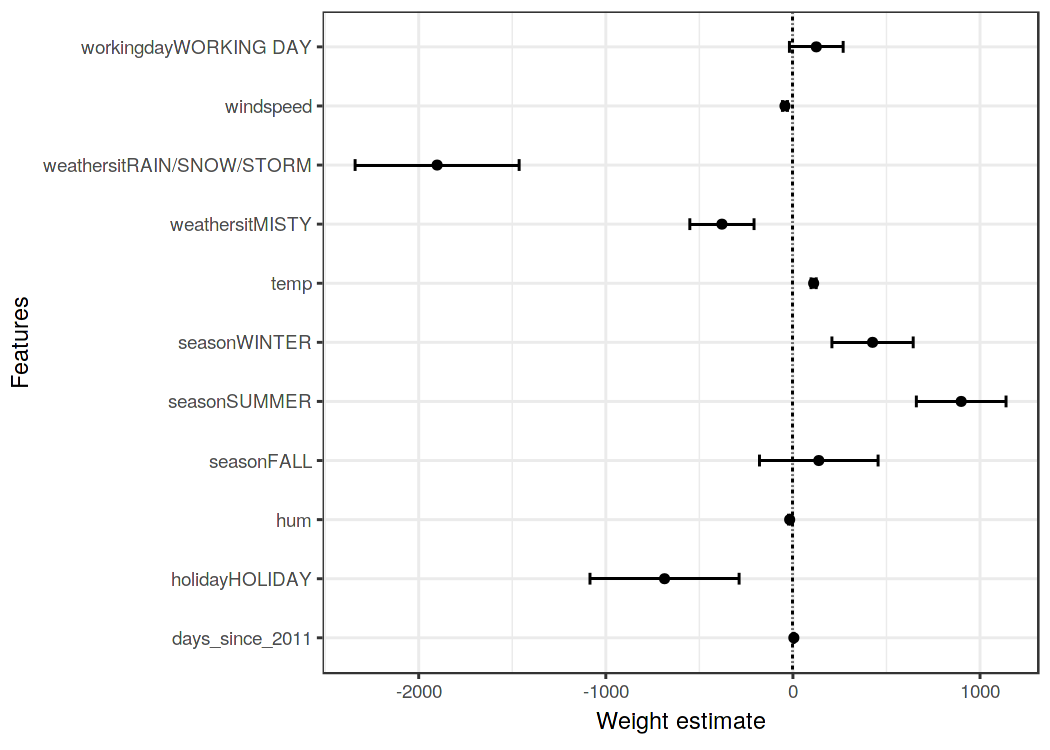 workingdayWORKING DAY
windspeed
weathersitRAIN/SNOW/STORM
weathersitMISTY
temp
seasonWINTER
seasonSUMMER
seasonFALL
hum
holidayHOLIDAY
days_since_2011
Features
-2000 -1000 0 1000
Weight estimate